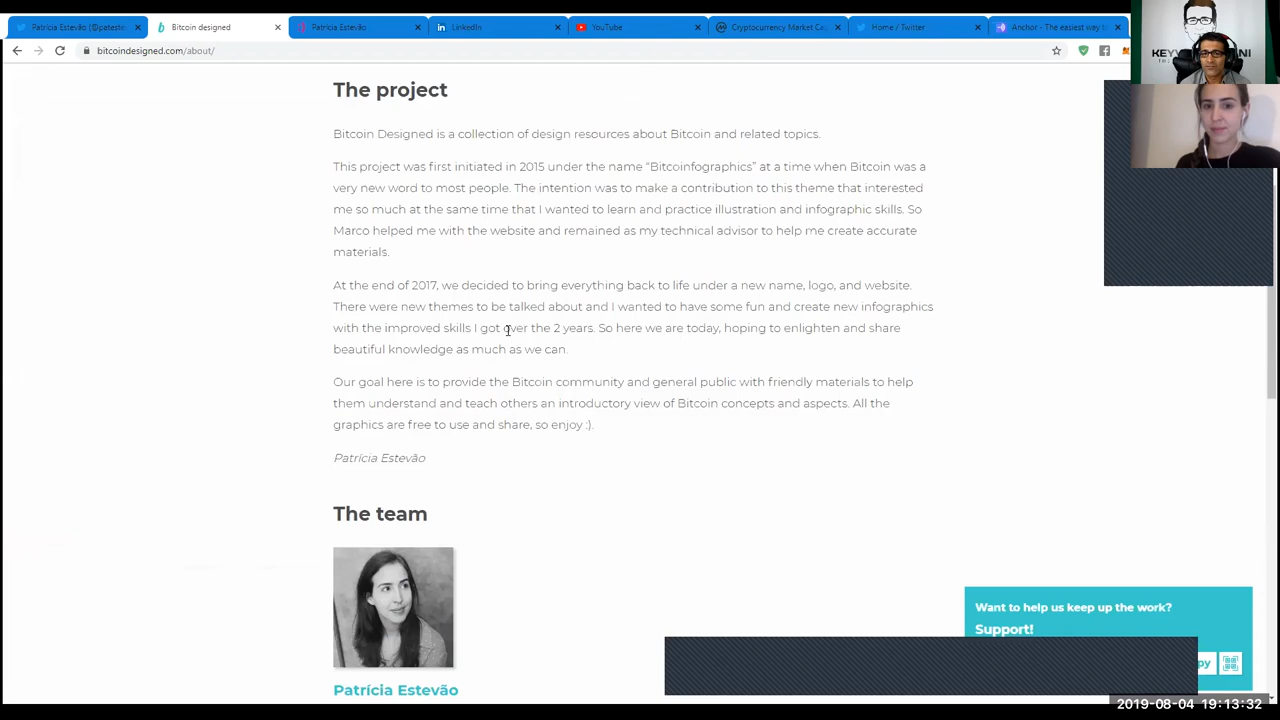 Patrícia Estevão (@pateste
Bitcoin designed
Patrícia Estevão
LinkedIn
YouTube
Cryptocurrency Market Ca
Home / Twitter
Anchor - The easiest way t
bitcoindesigned.com/about/
The project
Bitcoin Designed is a collection of design resources about Bitcoin and related topics.
This project was first initiated in 2015 under the name “Bitcoinfographics” at a time when Bitcoin was a
very new word to most people. The intention was to make a contribution to this theme that interested
me so much at the same time that I wanted to learn and practice illustration and infographic skills. So
Marco helped me with the website and remained as my technical advisor to help me create accurate
materials.
At the end of 2017, we decided to bring everything back to life under a new name, logo, and website.
There were new themes to be talked about and I wanted to have some fun and create new infographics
with the improved skills I got over the 2 years. So here we are today, hoping to enlighten and share
beautiful knowledge as much as we can.
Our goal here is to provide the Bitcoin community and general public with friendly materials to help
them understand and teach others an introductory view of Bitcoin concepts and aspects. All the
graphics are free to use and share, so enjoy :).
Patrícia Estevão
The team
Patrícia Estevão
Want to help us keep up the work?
Support!
py
2019-08-04 19:13:32